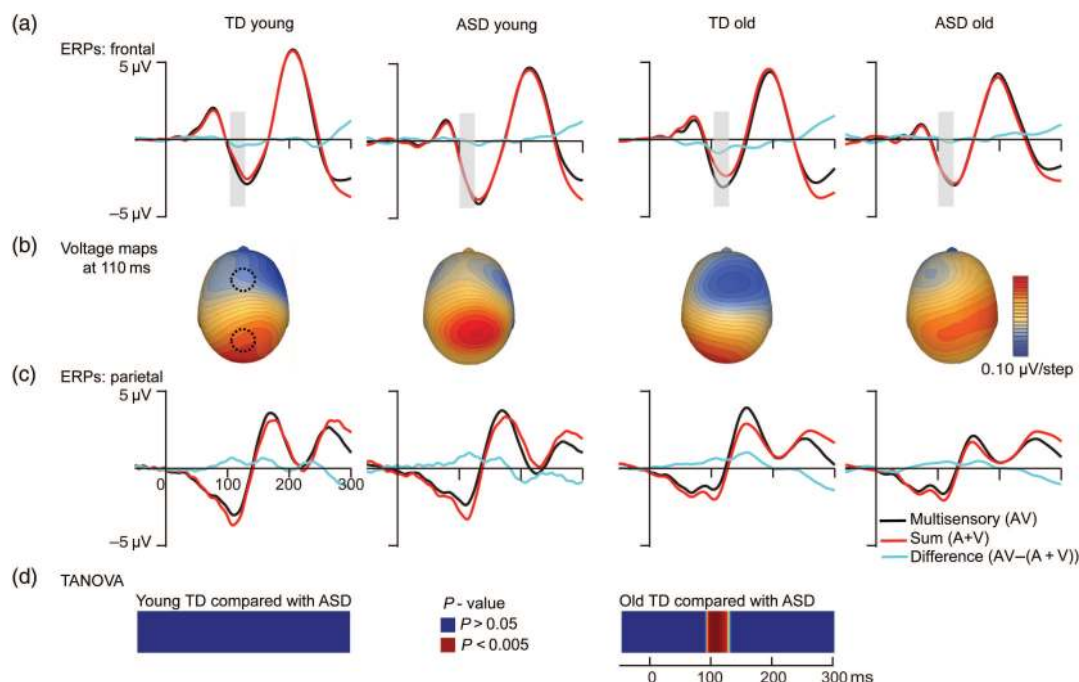 (a)
TD young
ASD young
TD old
ASD old
ERPs: frontal
5 µV
–5 µV
(b)
Voltage maps
at 110 ms
0.10 µV/step
(c)
ERPs: parietal
5 µV
0
100
200
300
–5 µV
Multisensory (AV)
Sum (A+V)
Difference (AV–(A + V))
(d)
TANOVA
Young TD compared with ASD
P - value
P > 0.05
P < 0.005
Old TD compared with ASD
0
100
200
300 ms